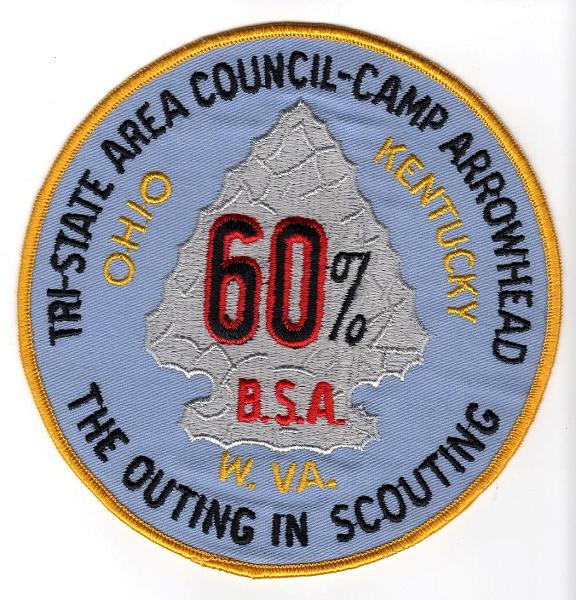 TRI-STATE AREA COUNCIL-CAMP ARROWHEAD
OHIO
KENTUCKY
60%
B.S.A.
W. VA.
THE OUTING IN SCOUTING